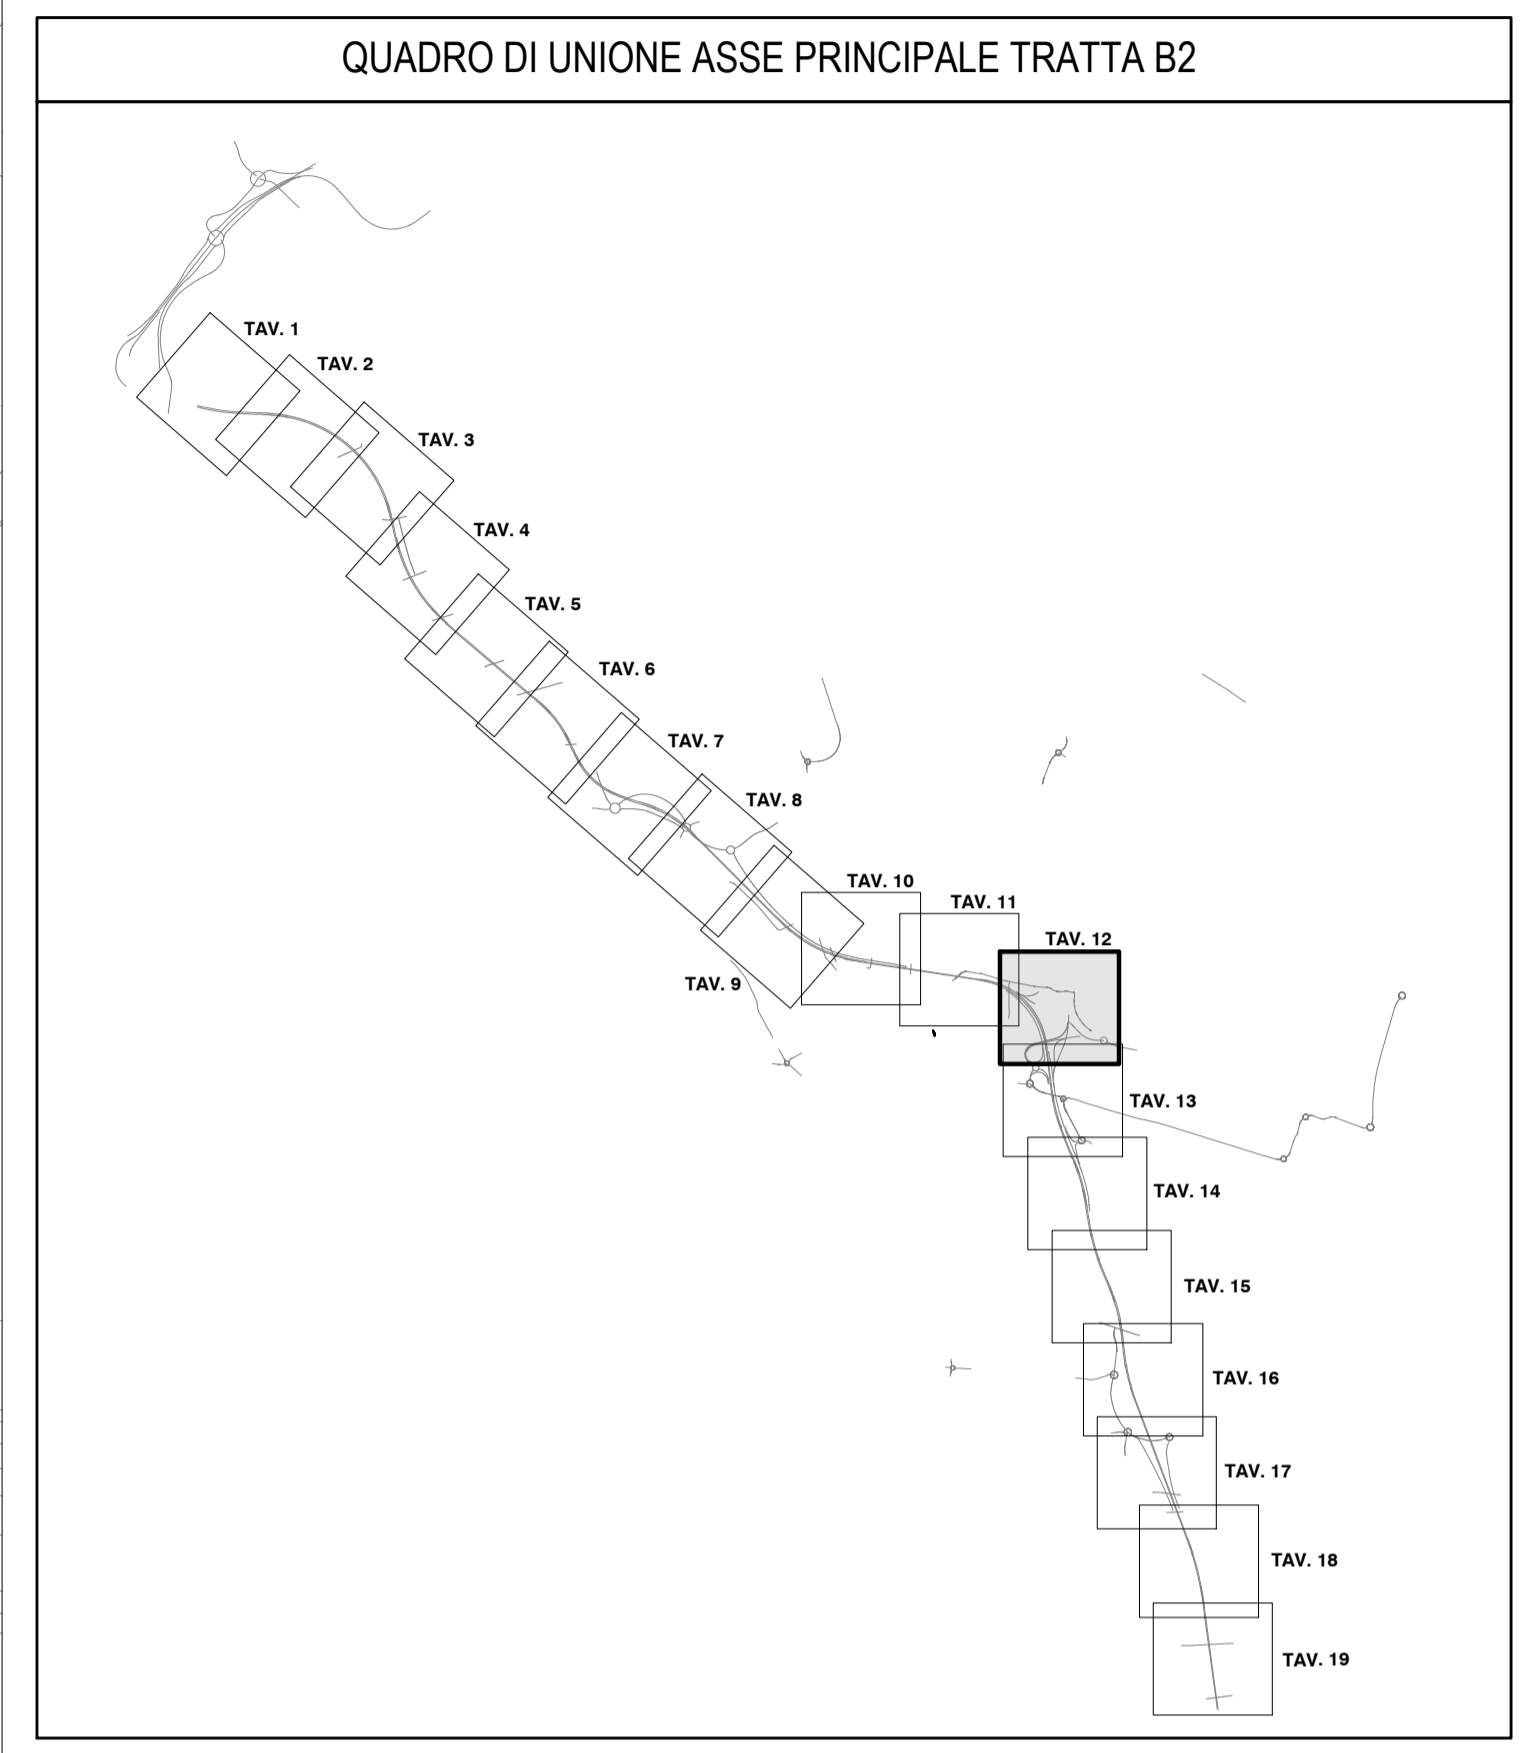 QUADRO DI UNIONE ASSE PRINCIPALE TRATTA B2
TAV. 1
TAV. 2
TAV. 3
TAV. 4
TAV. 5
TAV. 6
TAV. 7
TAV. 8
TAV. 10
TAV. 11
TAV. 12
TAV. 9
TAV. 13
TAV. 14
TAV. 15
TAV. 16
TAV. 17
TAV. 18
TAV. 19